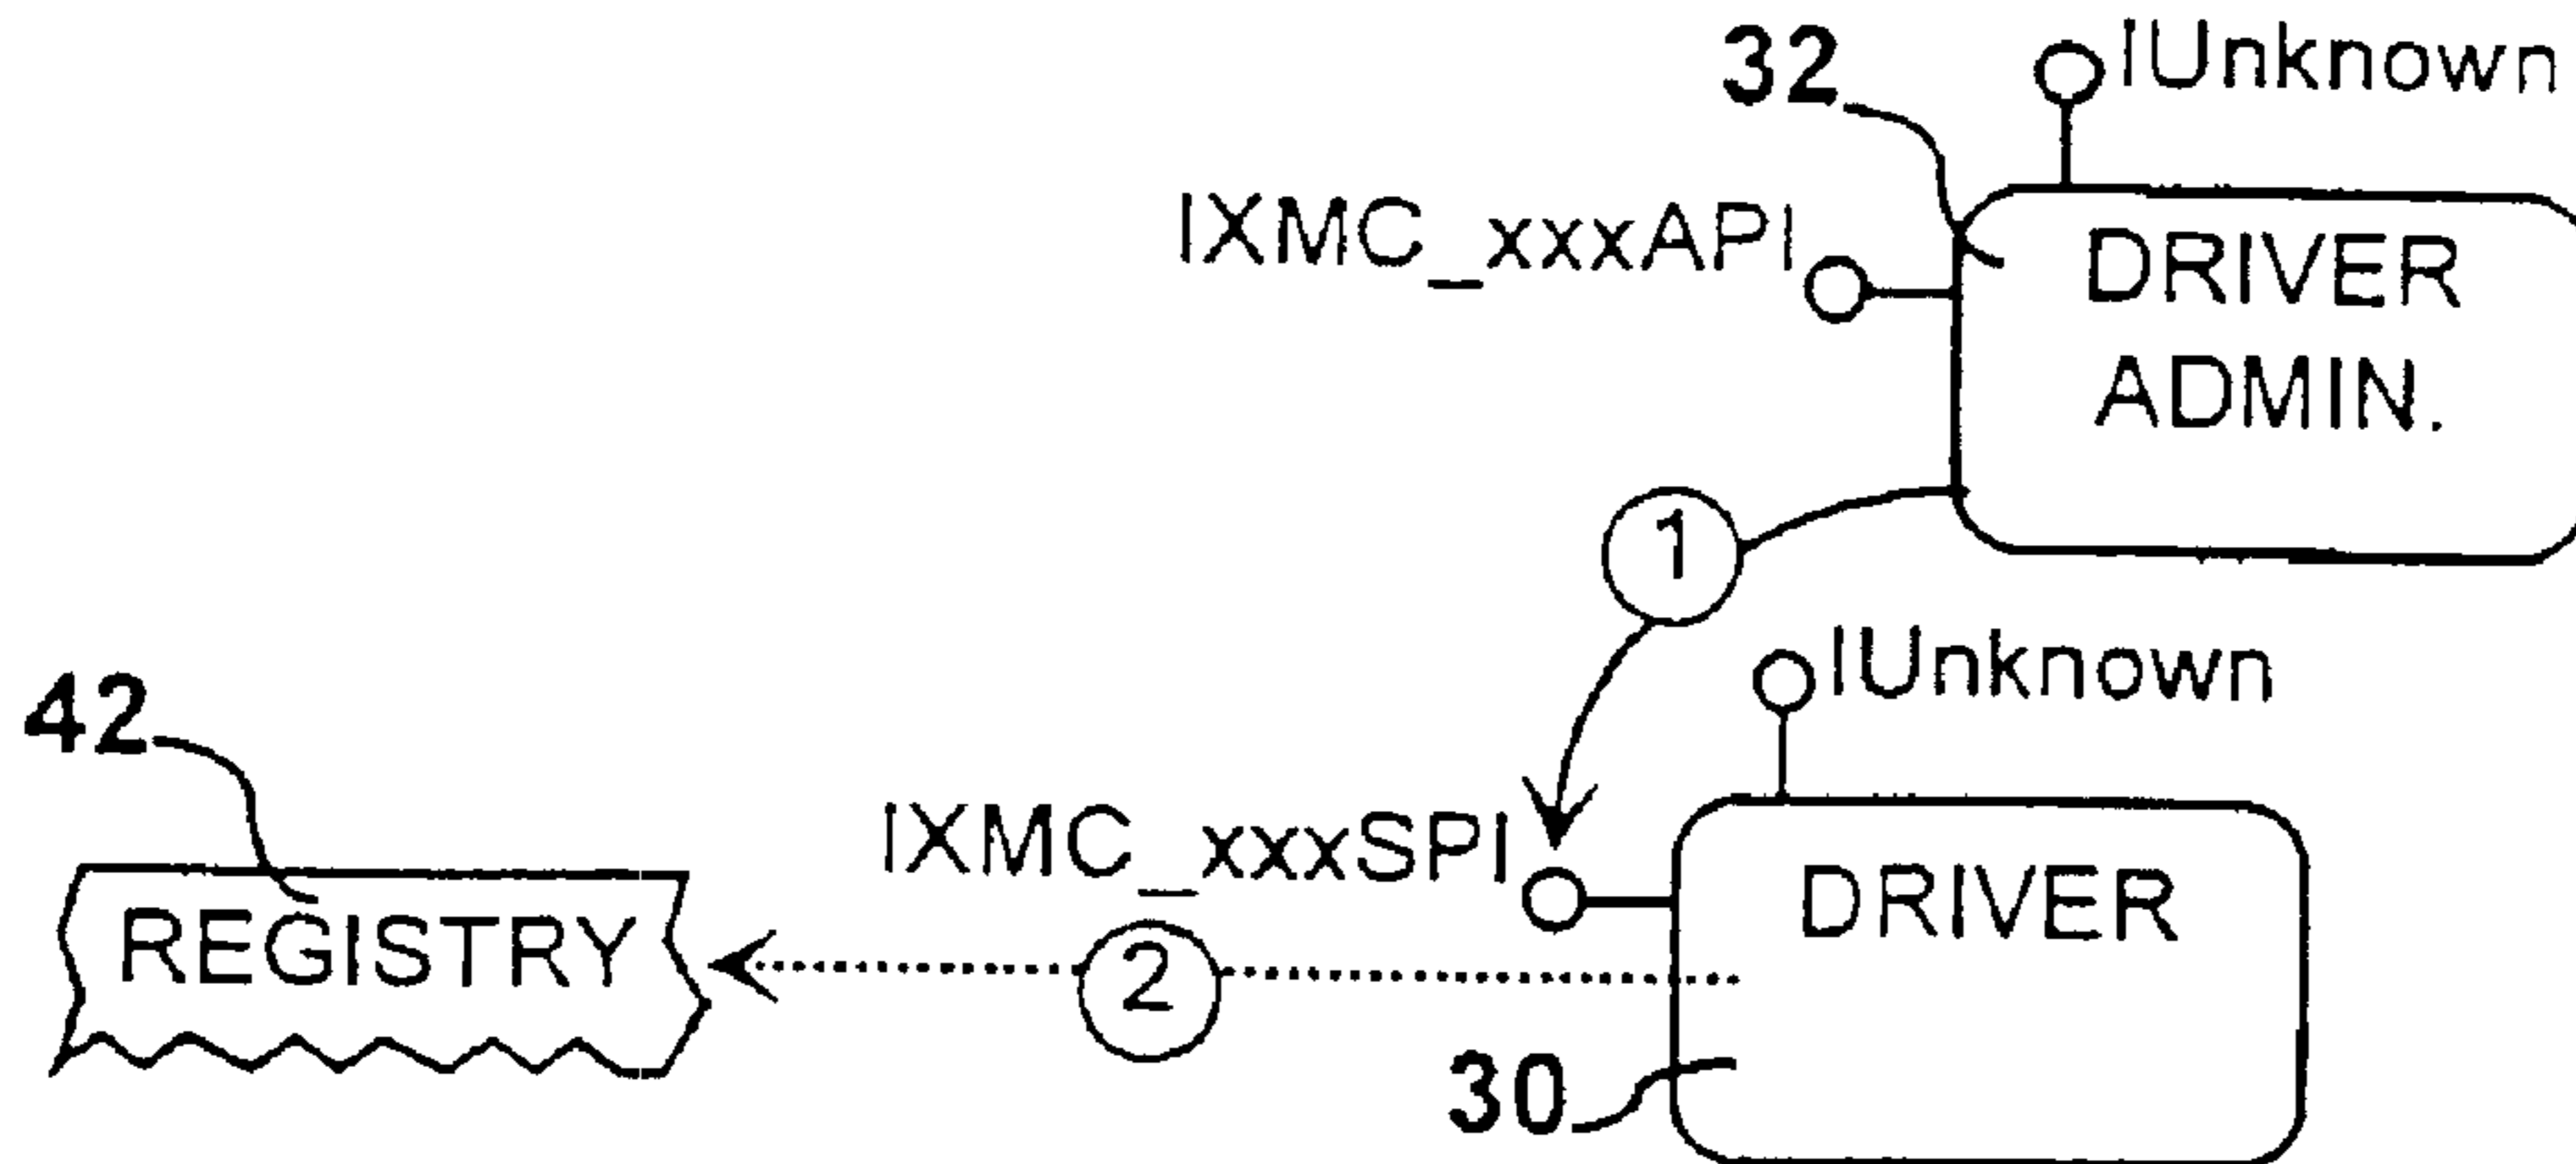 32
IUnknown
IXMC_xxxAPI
DRIVER
ADMIN.
1
IUnknown
42
IXMC_xxxSPI
DRIVER
REGISTRY
2
30